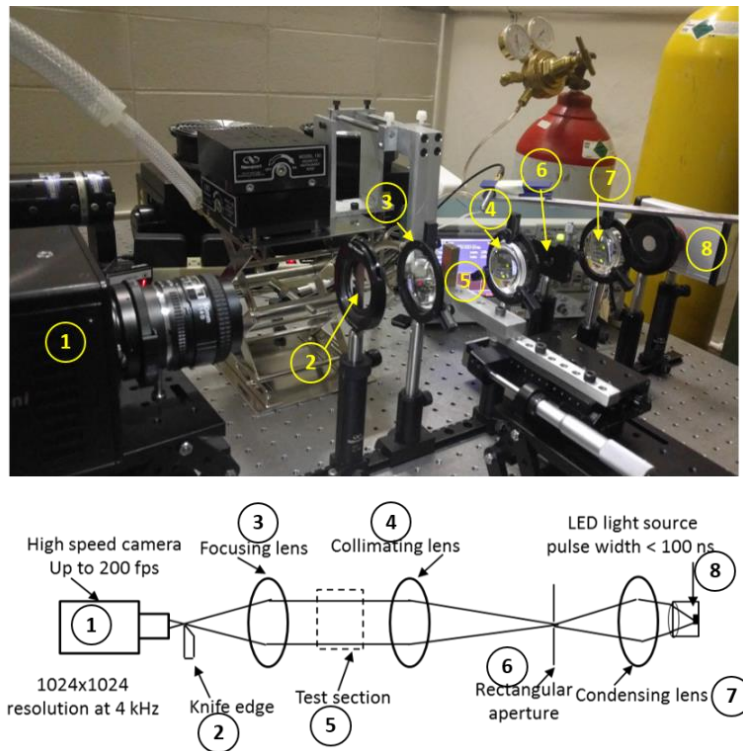 Newport
1
2
3
4
5
6
7
8
3
4
LED light source
High speed camera
Focusing lens
Collimating lens
pulse width < 100 ns
Up to 200 fps
8
1
6
1024x1024
Test section
Rectangular
resolution at 4 kHz
Knife edge
aperture
Condensing lens
7
2
5